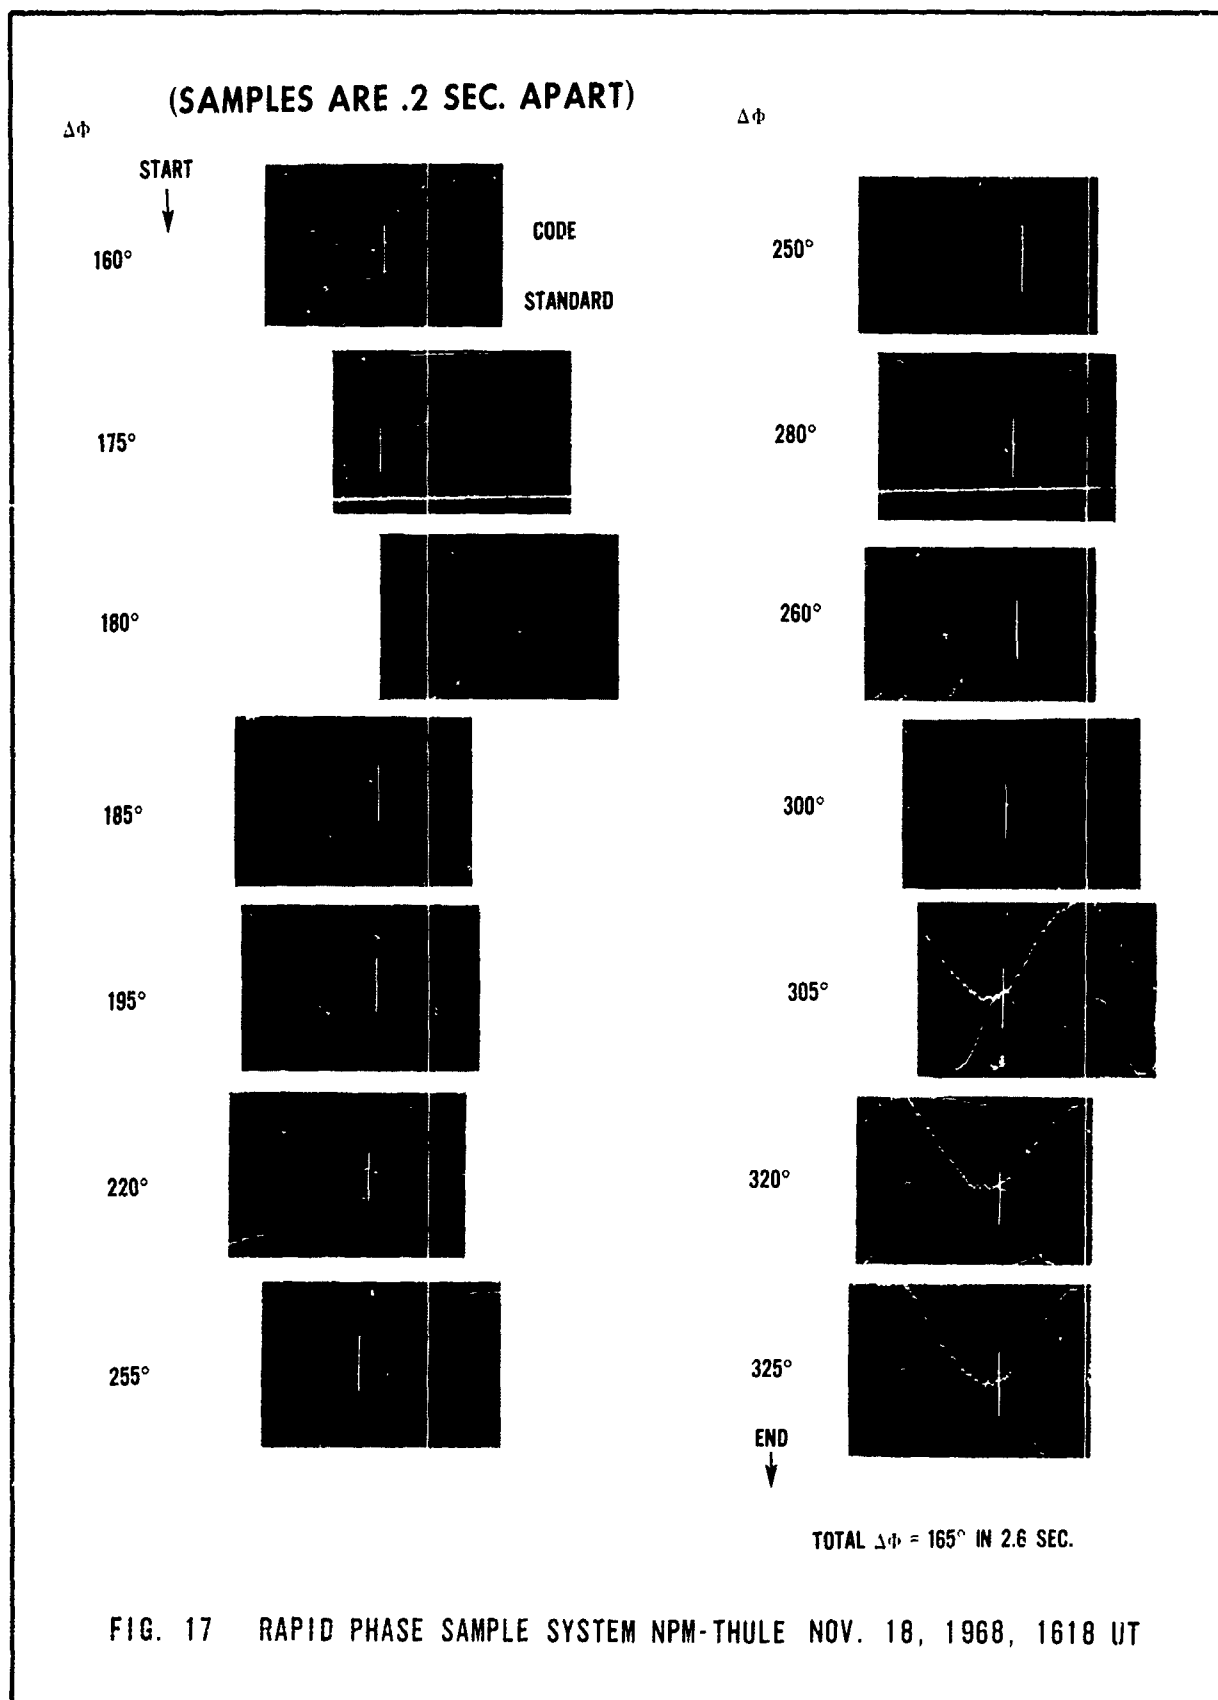 (SAMPLES ARE .2 SEC. APART)
ΔΦ
START
160°
CODE
STANDARD
175°
180°
185°
195°
220°
255°
ΔΦ
250°
280°
260°
300°
305°
320°
325°
END
TOTAL ΔΦ = 165° IN 2.6 SEC.
FIG. 17 RAPID PHASE SAMPLE SYSTEM NPM-THULE NOV. 18, 1968, 1618 UT